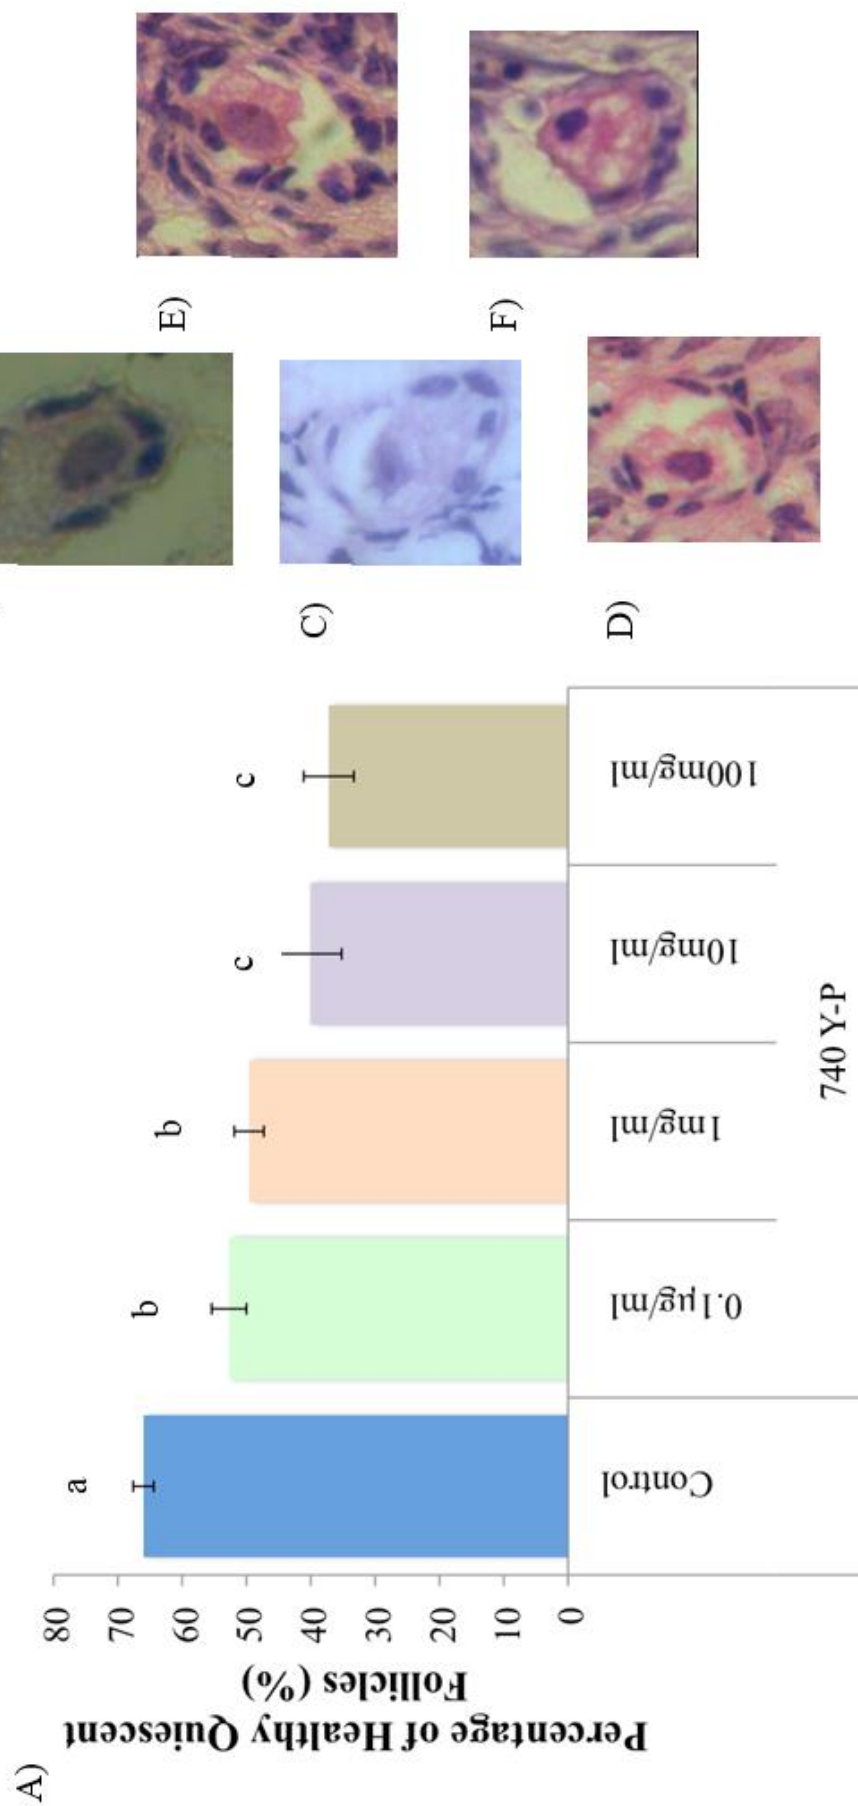 A)
Percentage of Healthy Quiescent
Follicles (%)
80
70
60
50
40
30
20
10
0
a
b
b
c
c
Control
0.1µg/ml
1mg/ml
10mg/ml
100mg/ml
740 Y-P
C)
D)
E)
F)